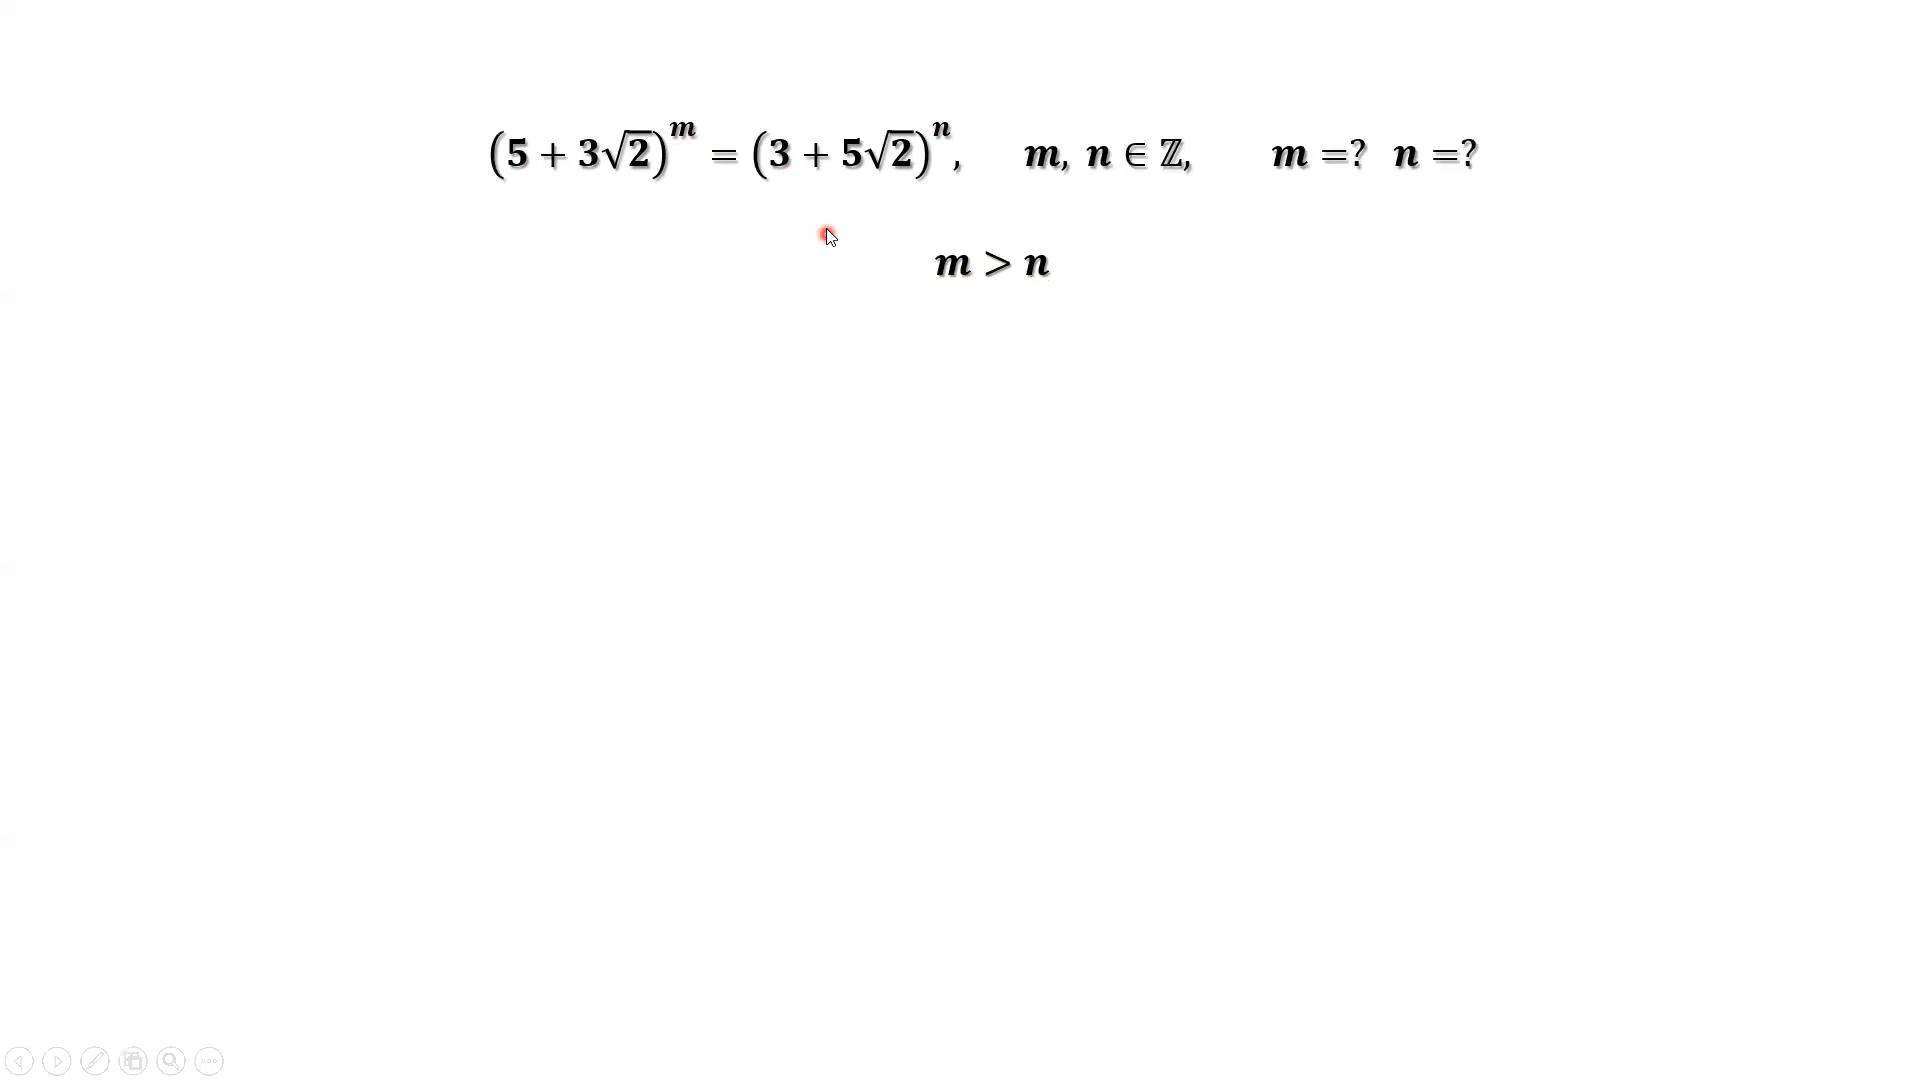 (5 + 3√2)^m = (3 + 5√2)^n, m, n ∈ ℤ, m =? n =?
m > n